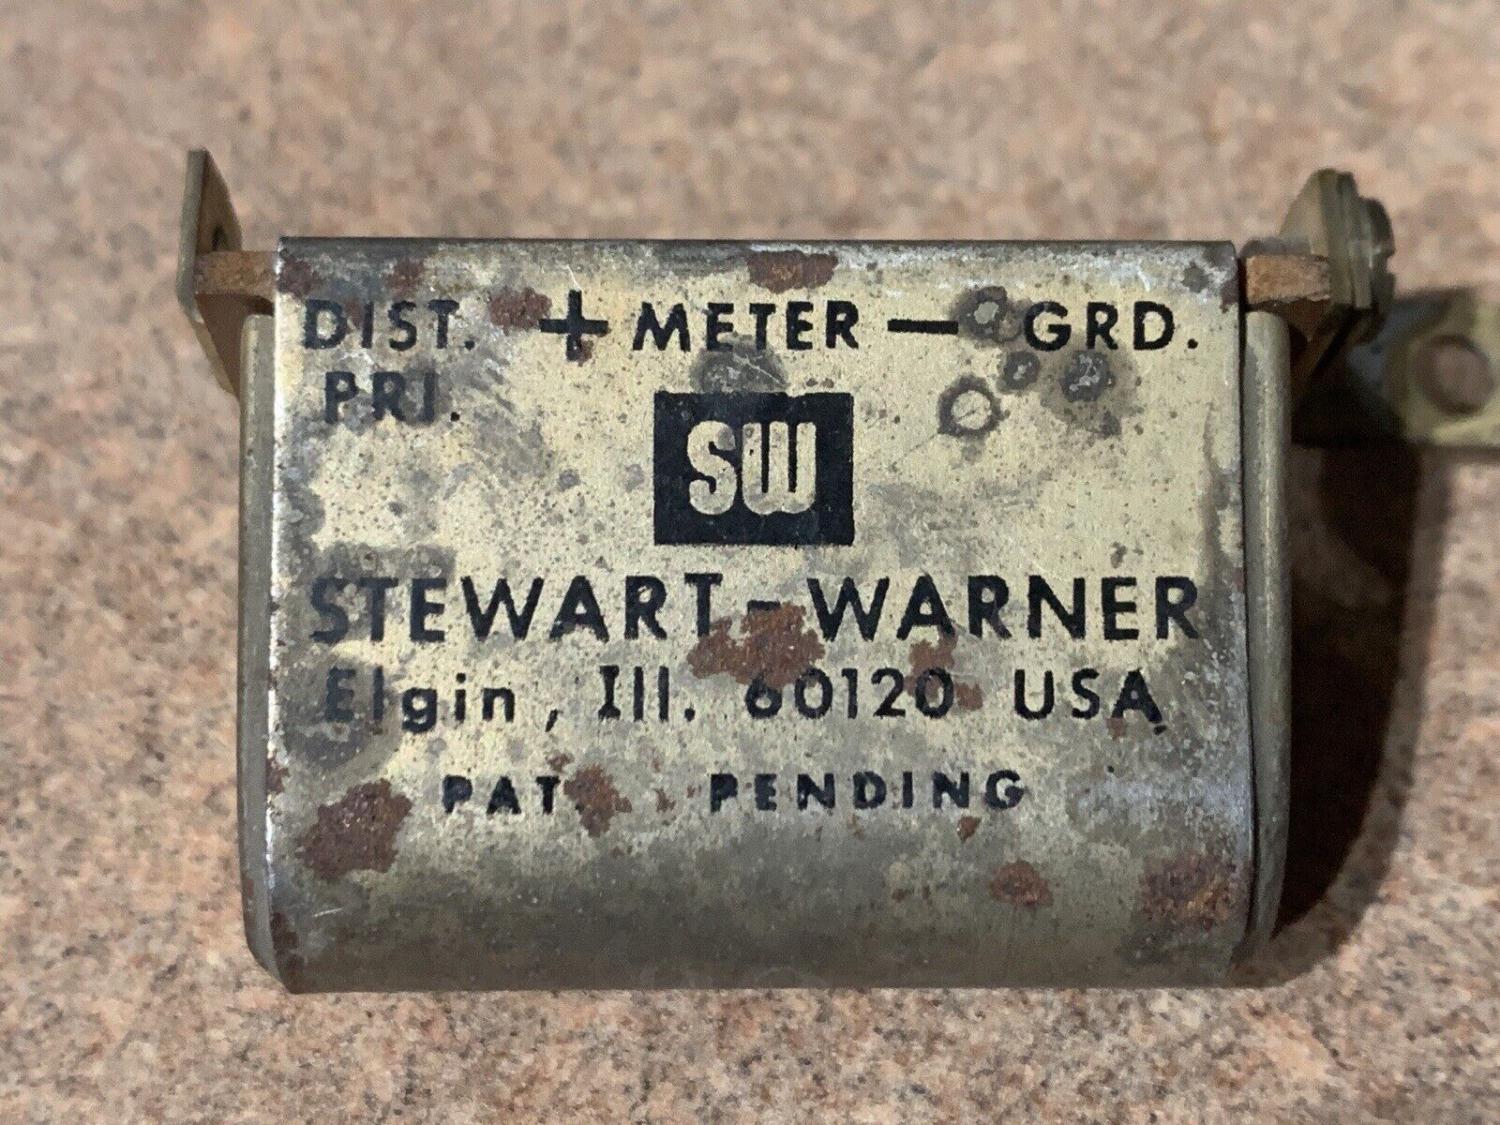 DIST. + METER – GRD.
PRI.
SW
STEWART-WARNER
Elgin, Ill. 60120 USA
PAT. PENDING